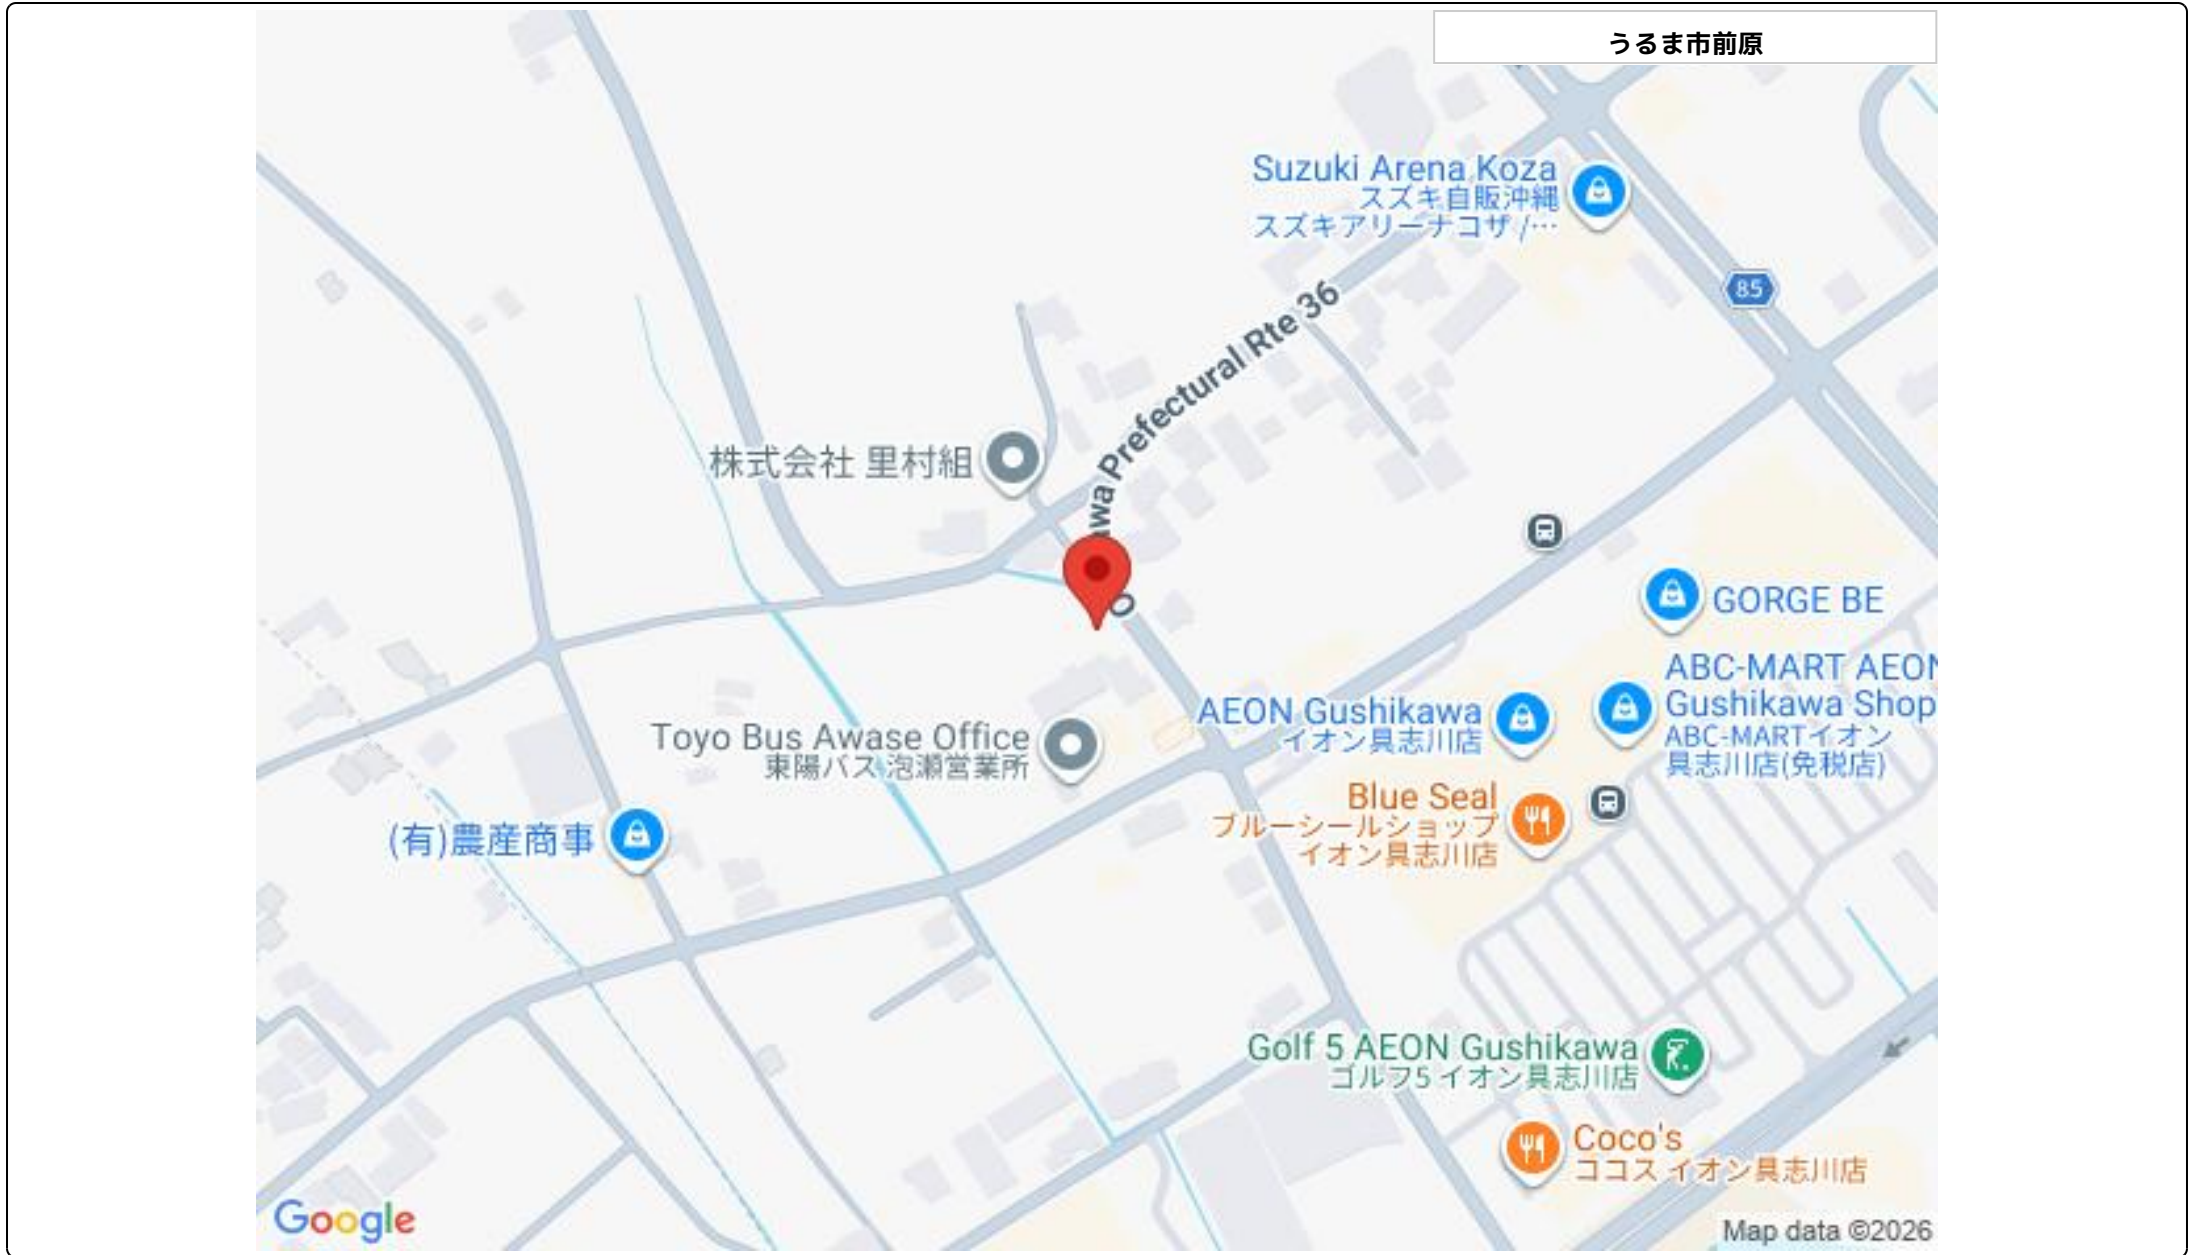 うるま市前原
Suzuki Arena Koza
スズキ自販沖縄
スズキアリーナコザ /…
85
wa Prefectural Rte 36
株式会社 里村組
O
GORGE BE
ABC-MART AEON
Gushikawa Shop
ABC-MARTイオン
具志川店(免税店)
AEON Gushikawa
イオン具志川店
Toyo Bus Awase Office
東陽バス 泡瀬営業所
Blue Seal
ブルーシールショップ
イオン具志川店
(有)農産商事
Golf 5 AEON Gushikawa
ゴルフ5 イオン具志川店
Coco's
ココス イオン具志川店
Google
Map data ©2026